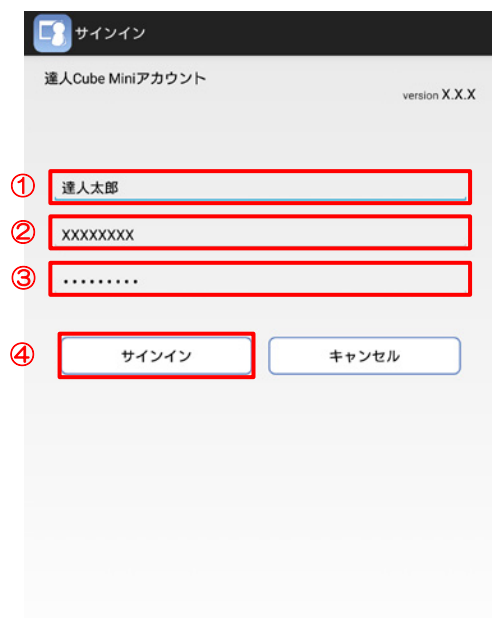 サインイン
達人Cube Miniアカウント
version X.X.X
① 達人太郎
② XXXXXXXX
③ •••••••••
④ サインイン キャンセル